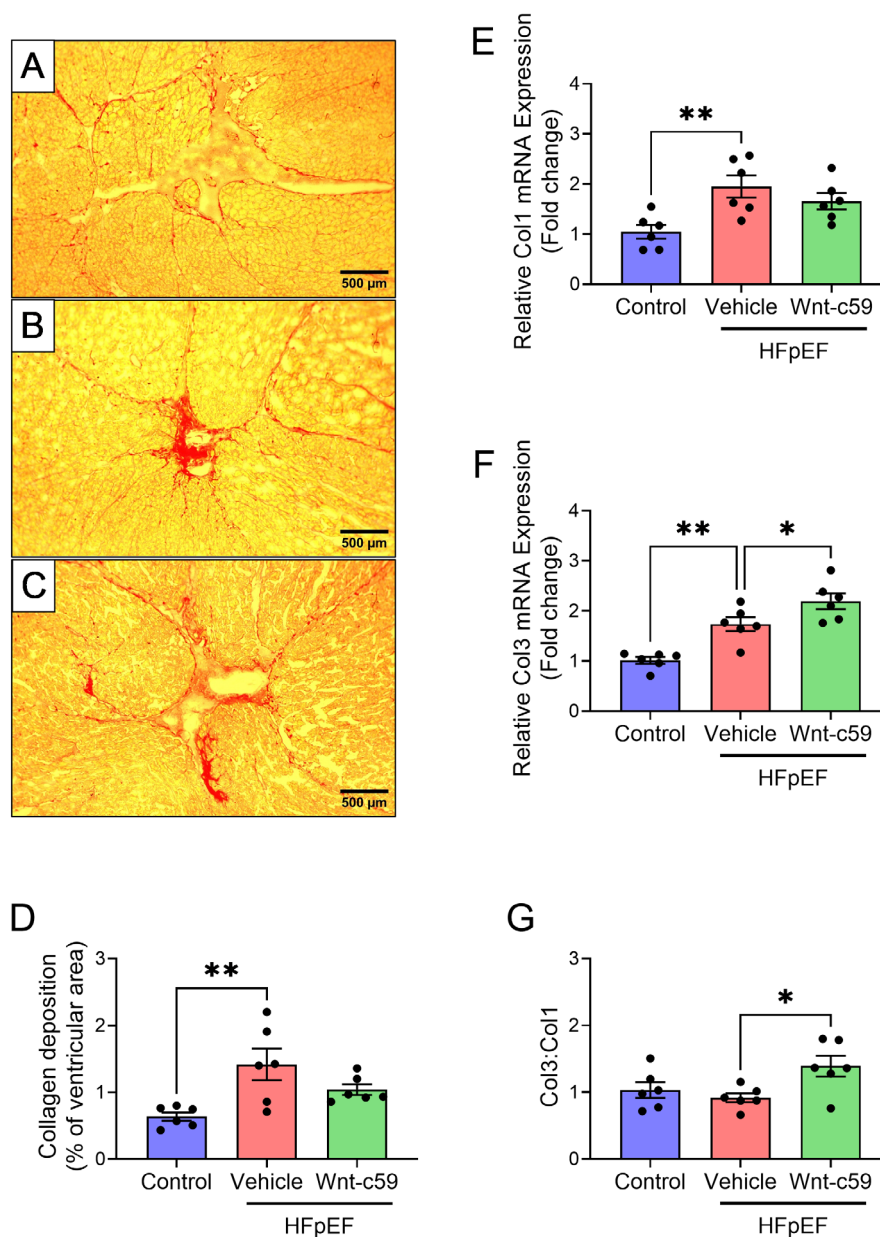 A
500 µm
B
500 µm
C
500 µm
D
Collagen deposition
(% of ventricular area)
3
2
1
0
**
Control
Vehicle
Wnt-c59
HFpEF
E
Relative Col1 mRNA Expression
(Fold change)
4
3
2
1
0
**
Control
Vehicle
Wnt-c59
HFpEF
F
Relative Col3 mRNA Expression
(Fold change)
4
3
2
1
0
**
*
Control
Vehicle
Wnt-c59
HFpEF
G
Col3:Col1
3
2
1
0
*
Control
Vehicle
Wnt-c59
HFpEF